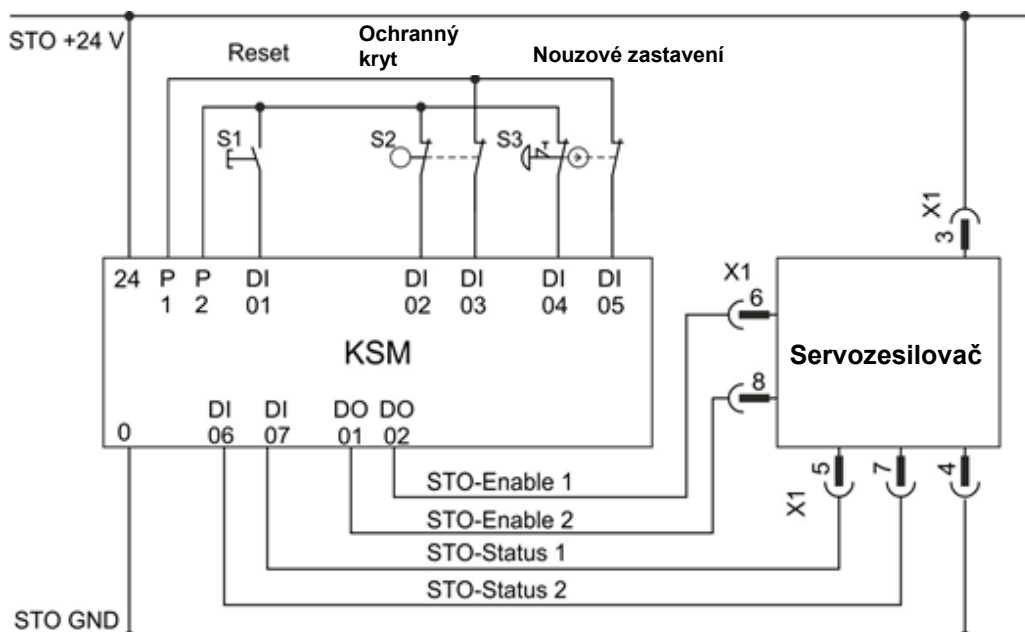 STO +24 V
Reset
Ochranný
kryt
Nouzové zastavení
S1
S2
S3
X1
3
24 P P DI DI DI DI DI
1 2 01 02 03 04 05
X1
6
KSM
Servozesilovač
8
DI DI DO DO
0 06 07 01 02
STO-Enable 1
5 7 4
X1
STO-Enable 2
STO-Status 1
STO-Status 2
STO GND